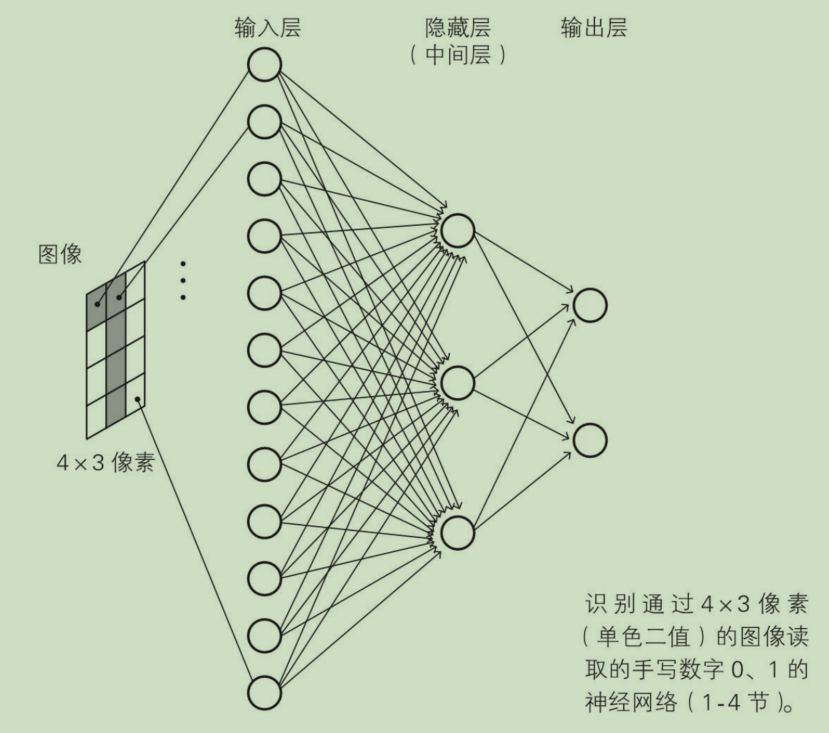 输入层
隐藏层
（中间层）
输出层
图像
4×3 像素
识别通过 4×3 像素
（单色二值）的图像读
取的手写数字 0、1 的
神经网络（1-4 节）。